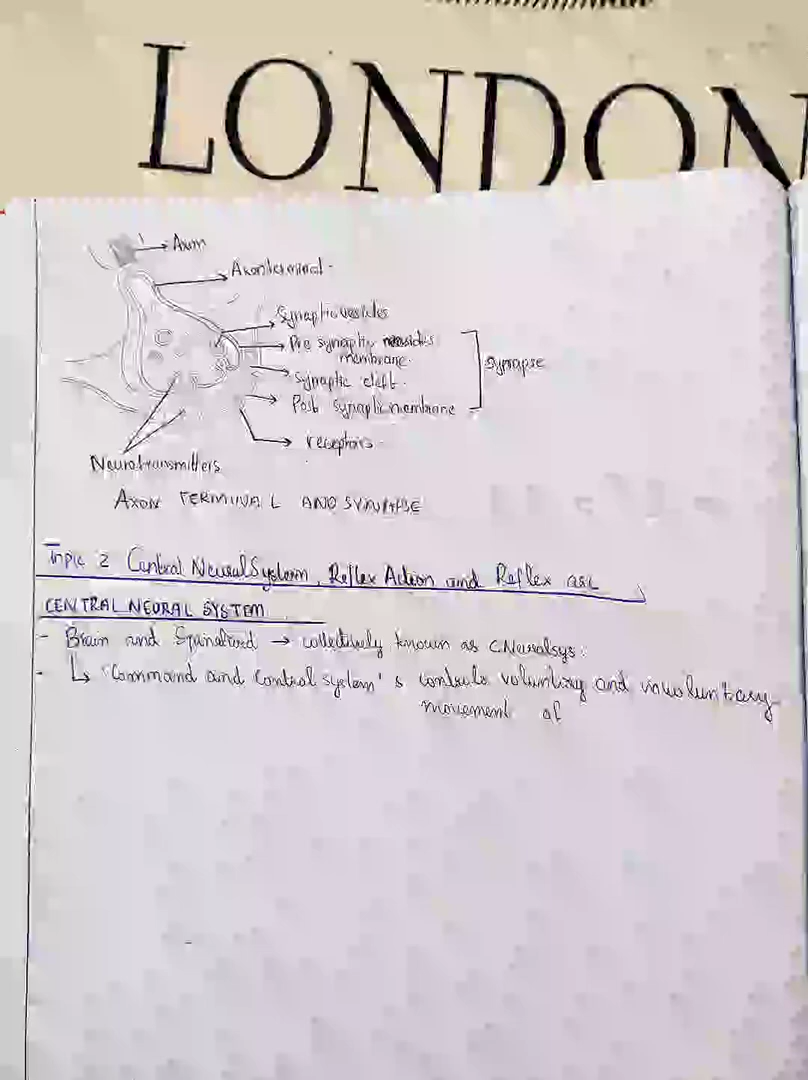 LONDON
Axon
Axon terminal
Synaptic vesicles
Pre synaptic
membrane
Synapse
Synaptic cleft
Post synaptic membrane
receptors
Neurotransmitters
AXON TERMINAL AND SYNAPSE
Topic 2 Central Neural System, Reflex Action and Reflex arc
CENTRAL NEURAL SYSTEM
- Brain and Spinal cord → collectively known as CNeuralsys:
- ↳ 'Command and Control system' controls voluntary and involuntary
movement of